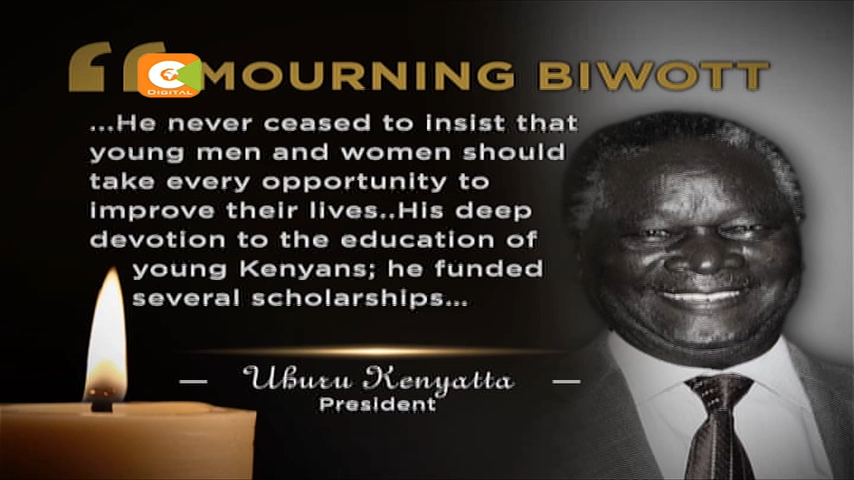 MOURNING BIWOTT
Digital
...He never ceased to insist that
young men and women should
take every opportunity to
improve their lives..His deep
devotion to the education of
young Kenyans; he funded
several scholarships...
— Uhuru Kenyatta —
President